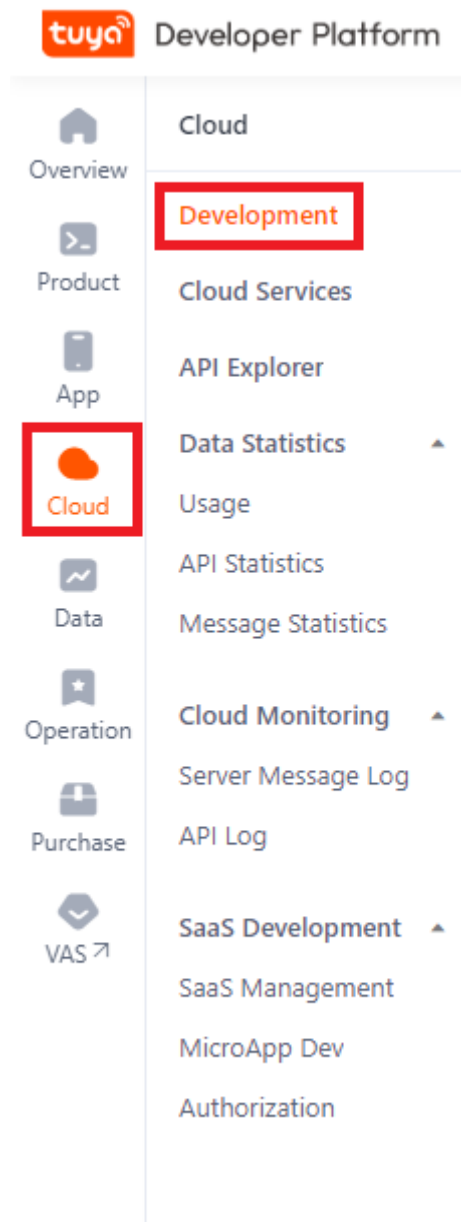 tuya Developer Platform
Overview
Product
App
Cloud
Data
Operation
Purchase
VAS
Cloud
Development
Cloud Services
API Explorer
Data Statistics
Usage
API Statistics
Message Statistics
Cloud Monitoring
Server Message Log
API Log
SaaS Development
SaaS Management
MicroApp Dev
Authorization